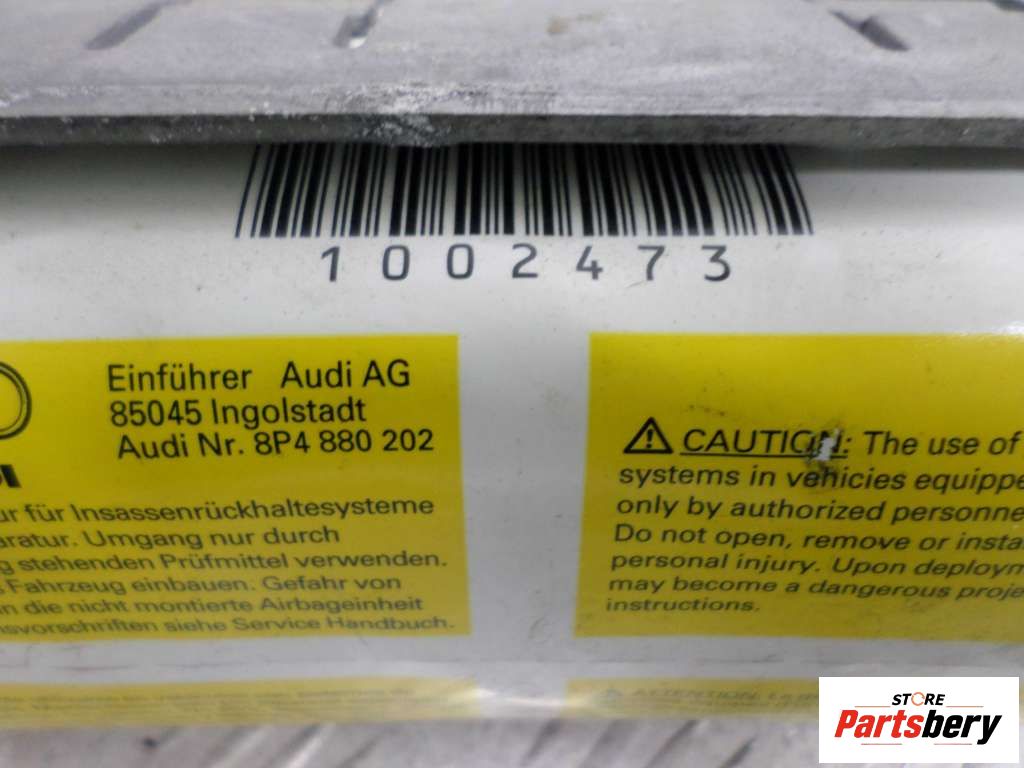 1002473
Einführer Audi AG
85045 Ingolstadt
Audi Nr. 8P4 880 202
für Insassenrückhaltesysteme
Umgang nur durch
stehenden Prüfmittel verwenden.
Fahrzeug einbauen. Gefahr von
die nicht montierte Airbageinheit
siehe Service Handbuch.
CAUTION: The use of
systems in vehicles
only by authorized
Do not open, remove or
personal injury. Upon
may become a dangerous
instructions.
ATTENTION:
STORE
Partsbery